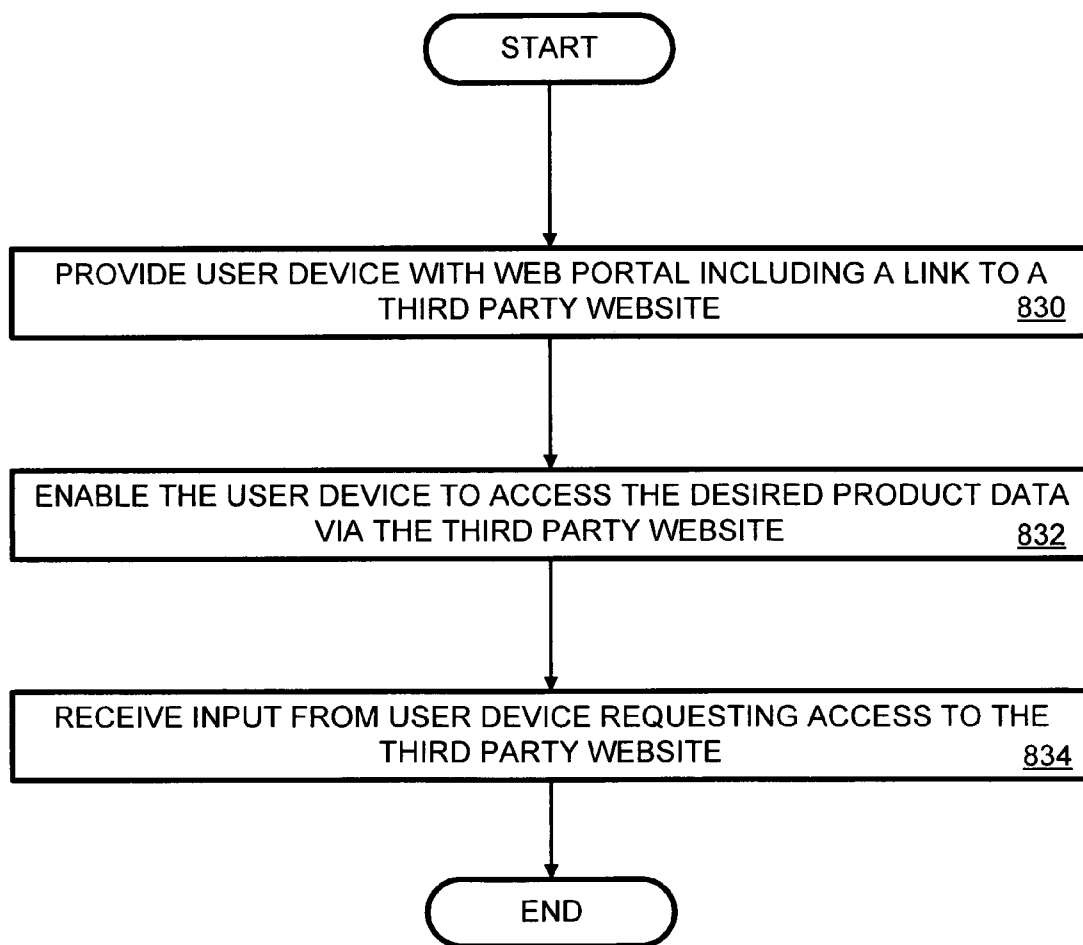 START
PROVIDE USER DEVICE WITH WEB PORTAL INCLUDING A LINK TO A
THIRD PARTY WEBSITE 830
ENABLE THE USER DEVICE TO ACCESS THE DESIRED PRODUCT DATA
VIA THE THIRD PARTY WEBSITE 832
RECEIVE INPUT FROM USER DEVICE REQUESTING ACCESS TO THE
THIRD PARTY WEBSITE 834
END